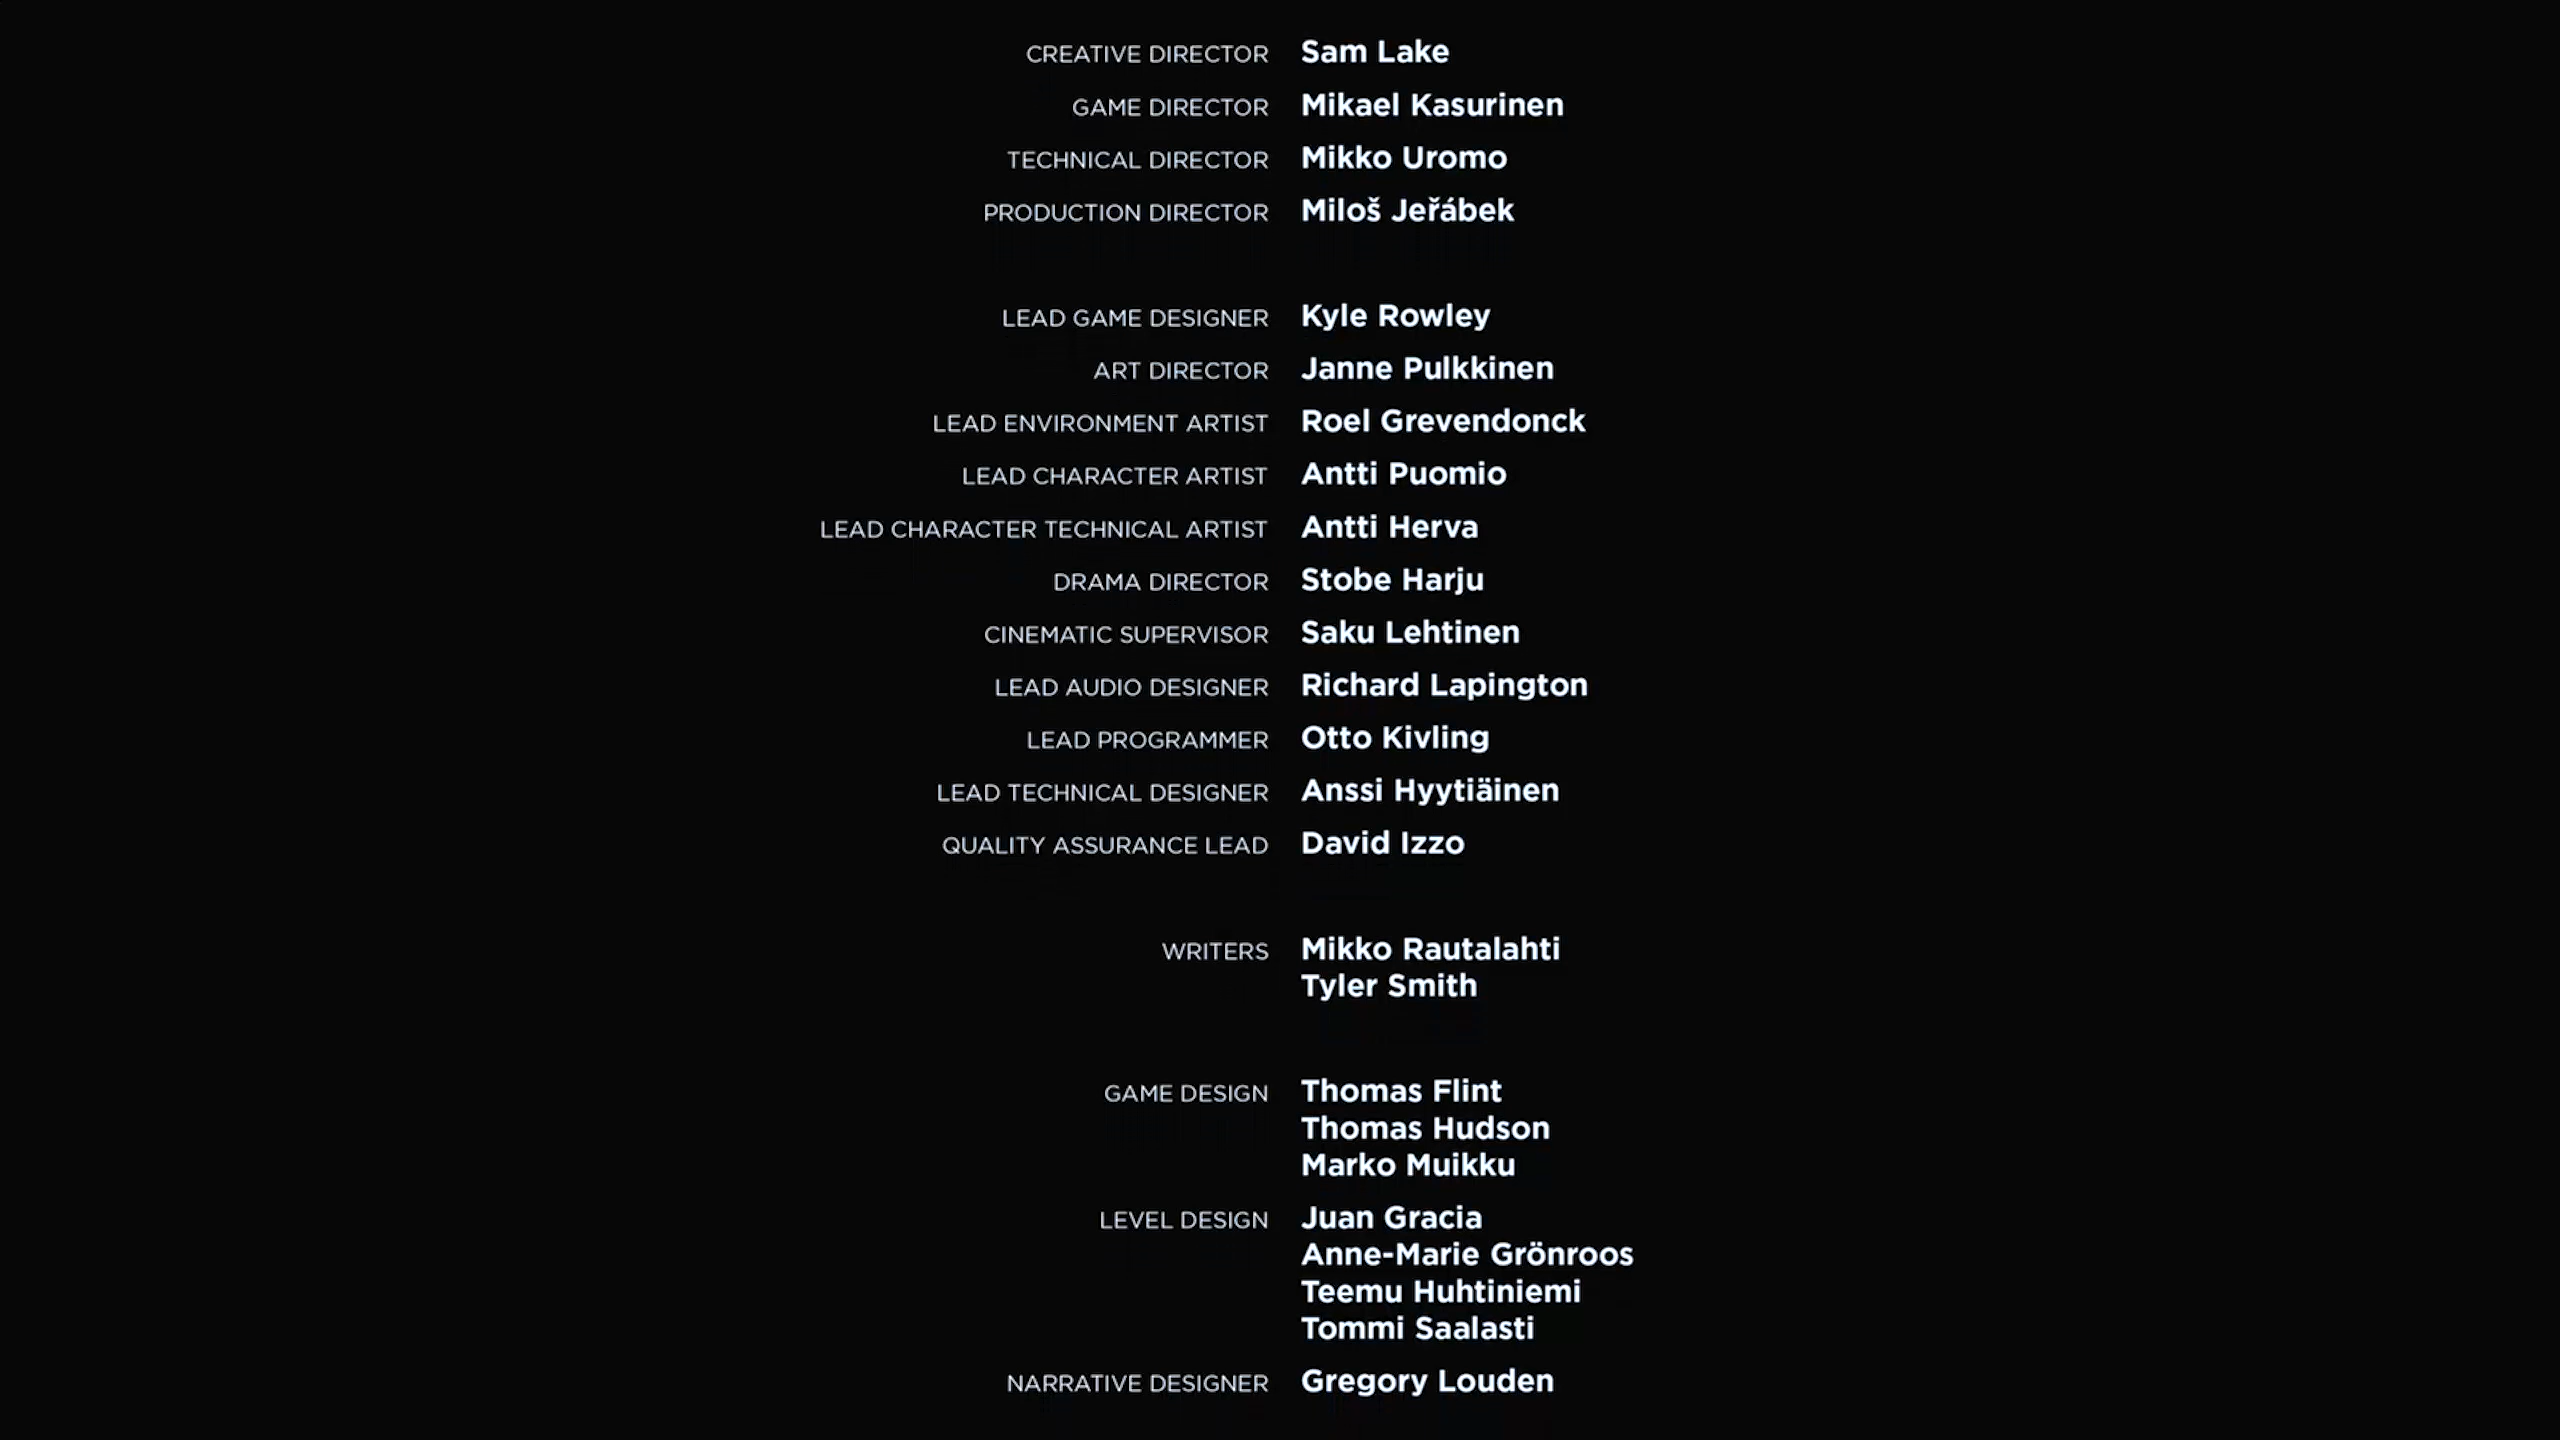 CREATIVE DIRECTOR Sam Lake
GAME DIRECTOR Mikael Kasurinen
TECHNICAL DIRECTOR Mikko Uromo
PRODUCTION DIRECTOR Miloš Jeřábek
LEAD GAME DESIGNER Kyle Rowley
ART DIRECTOR Janne Pulkkinen
LEAD ENVIRONMENT ARTIST Roel Grevendonck
LEAD CHARACTER ARTIST Antti Puomio
LEAD CHARACTER TECHNICAL ARTIST Antti Herva
DRAMA DIRECTOR Stobe Harju
CINEMATIC SUPERVISOR Saku Lehtinen
LEAD AUDIO DESIGNER Richard Lapington
LEAD PROGRAMMER Otto Kivling
LEAD TECHNICAL DESIGNER Anssi Hyytiäinen
QUALITY ASSURANCE LEAD David Izzo
WRITERS Mikko Rautalahti
Tyler Smith
GAME DESIGN Thomas Flint
Thomas Hudson
Marko Muikku
LEVEL DESIGN Juan Gracia
Anne-Marie Grönroos
Teemu Huhtiniemi
Tommi Saalasti
NARRATIVE DESIGNER Gregory Louden